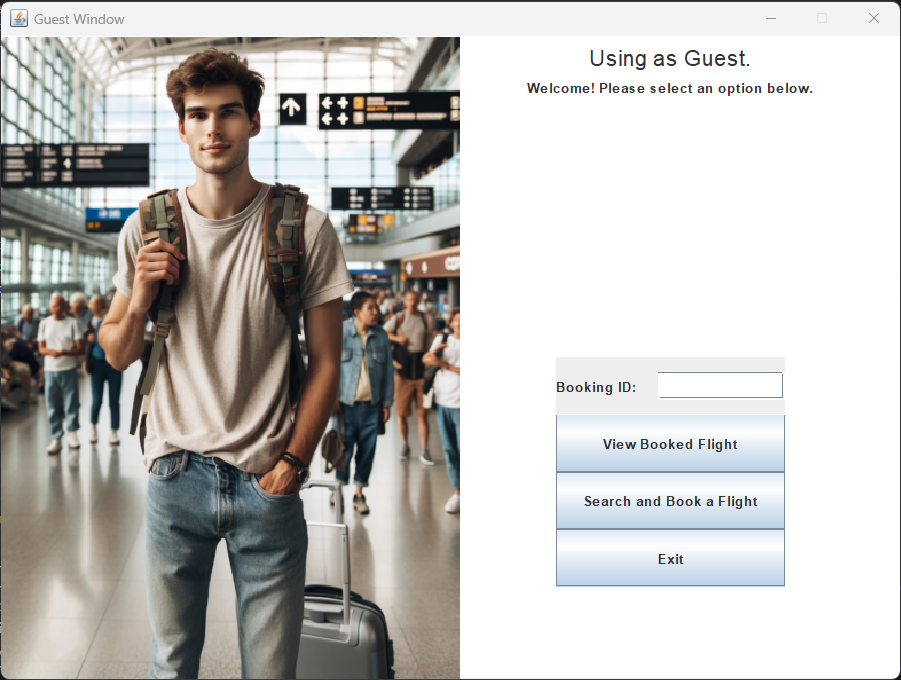 Guest Window
Using as Guest.
Welcome! Please select an option below.
Booking ID:
View Booked Flight
Search and Book a Flight
Exit